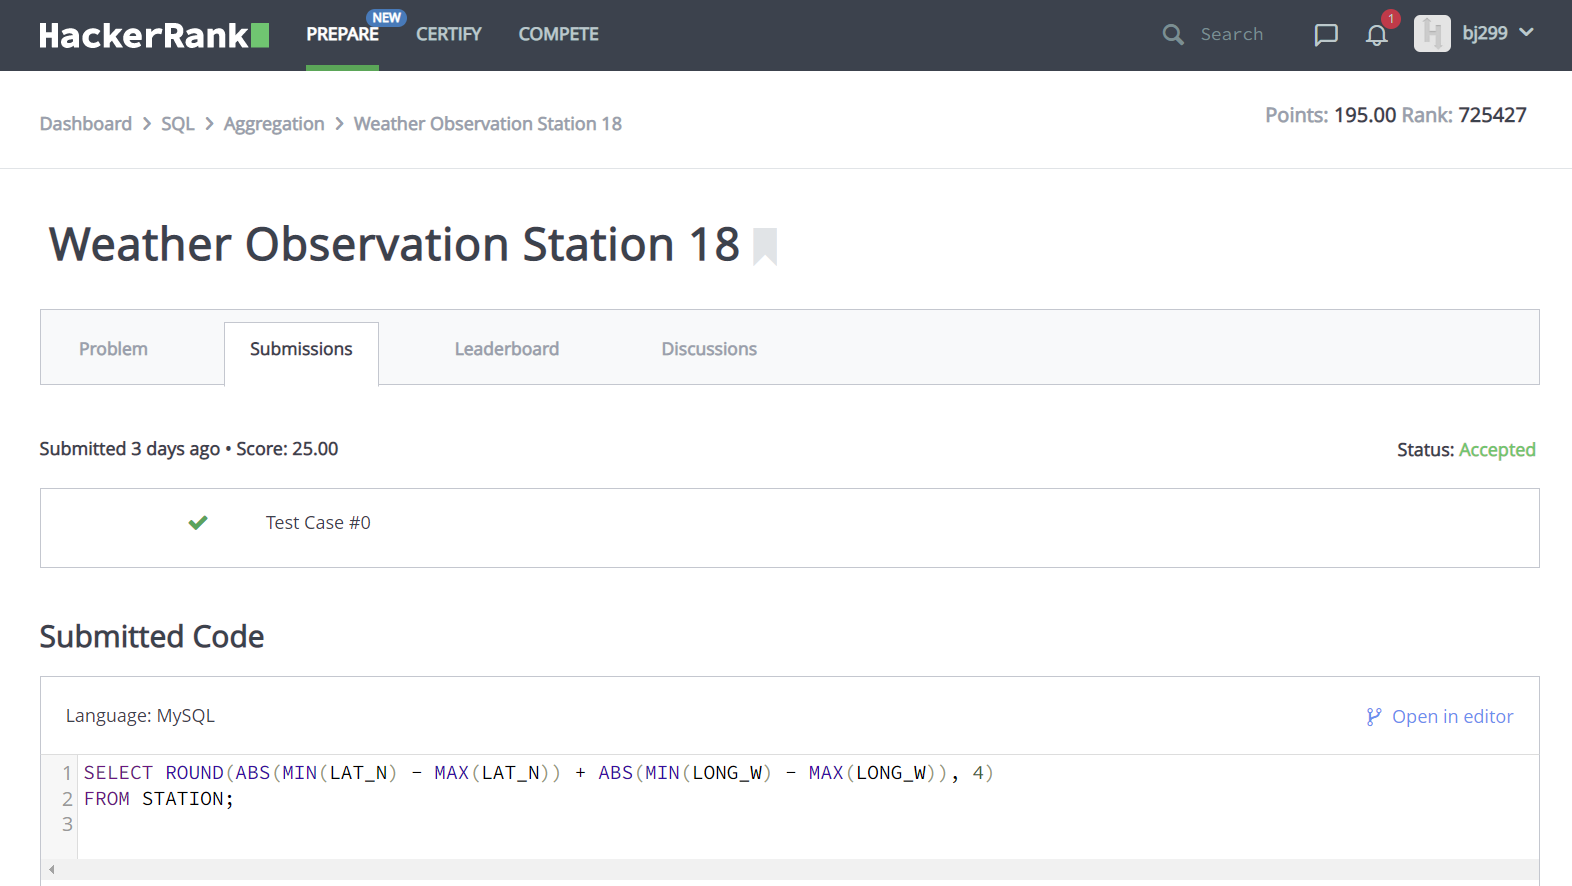 HackerRank PREPARE NEW CERTIFY COMPETE Search 1 H bj299
Dashboard > SQL > Aggregation > Weather Observation Station 18 Points: 195.00 Rank: 725427
Weather Observation Station 18
Problem Submissions Leaderboard Discussions
Submitted 3 days ago • Score: 25.00 Status: Accepted
Test Case #0
Submitted Code
Language: MySQL Open in editor
1 SELECT ROUND(ABS(MIN(LAT_N) - MAX(LAT_N)) + ABS(MIN(LONG_W) - MAX(LONG_W)), 4)
2 FROM STATION;
3